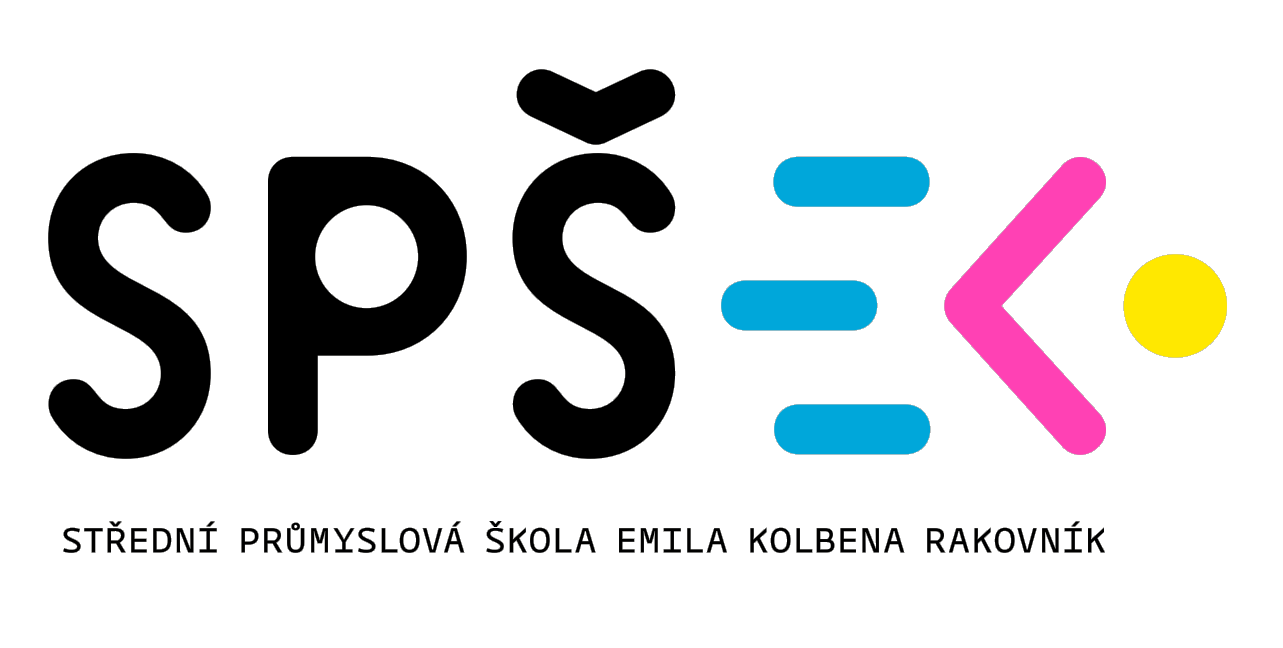 SPŠEK
STŘEDNÍ PRŮMYSLOVÁ ŠKOLA EMILA KOLBENA RAKOVNÍK